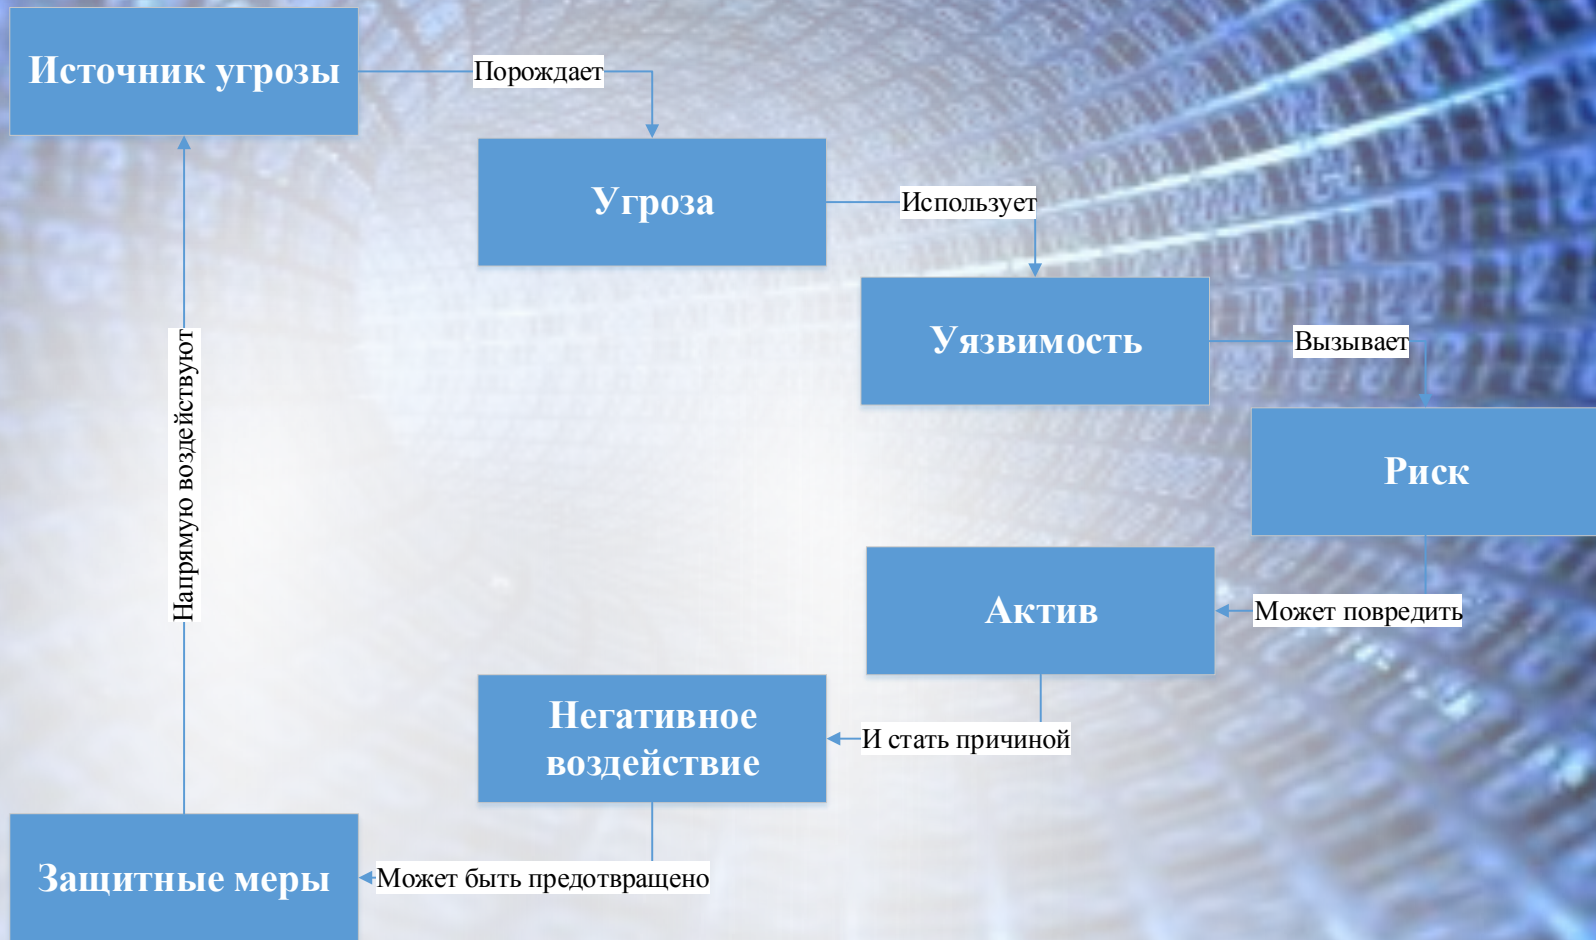 Источник угрозы
Порождает
Угроза
Использует
Уязвимость
Вызывает
Риск
Может повредить
Актив
И стать причиной
Негативное
воздействие
Может быть предотвращено
Защитные меры
Напрямую воздействуют